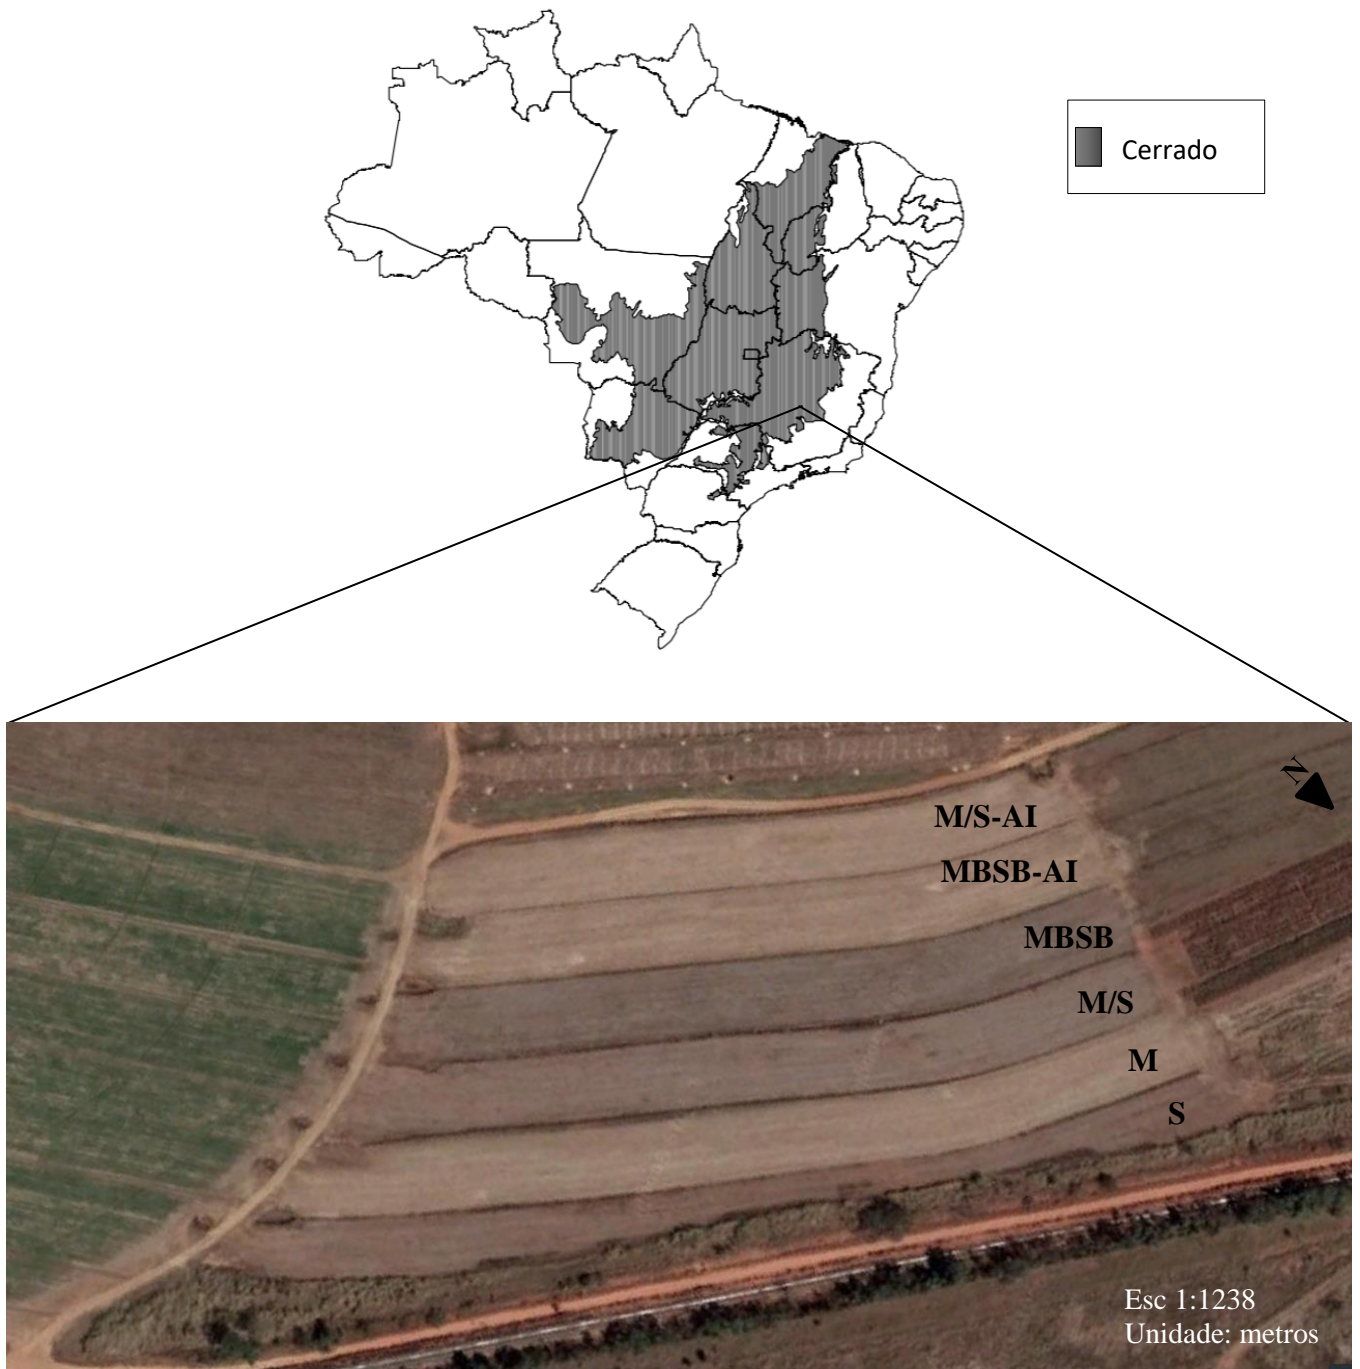 Cerrado
N
M/S-AI
MBSB-AI
MBSB
M/S
M
S
Esc 1:1238
Unidade: metros